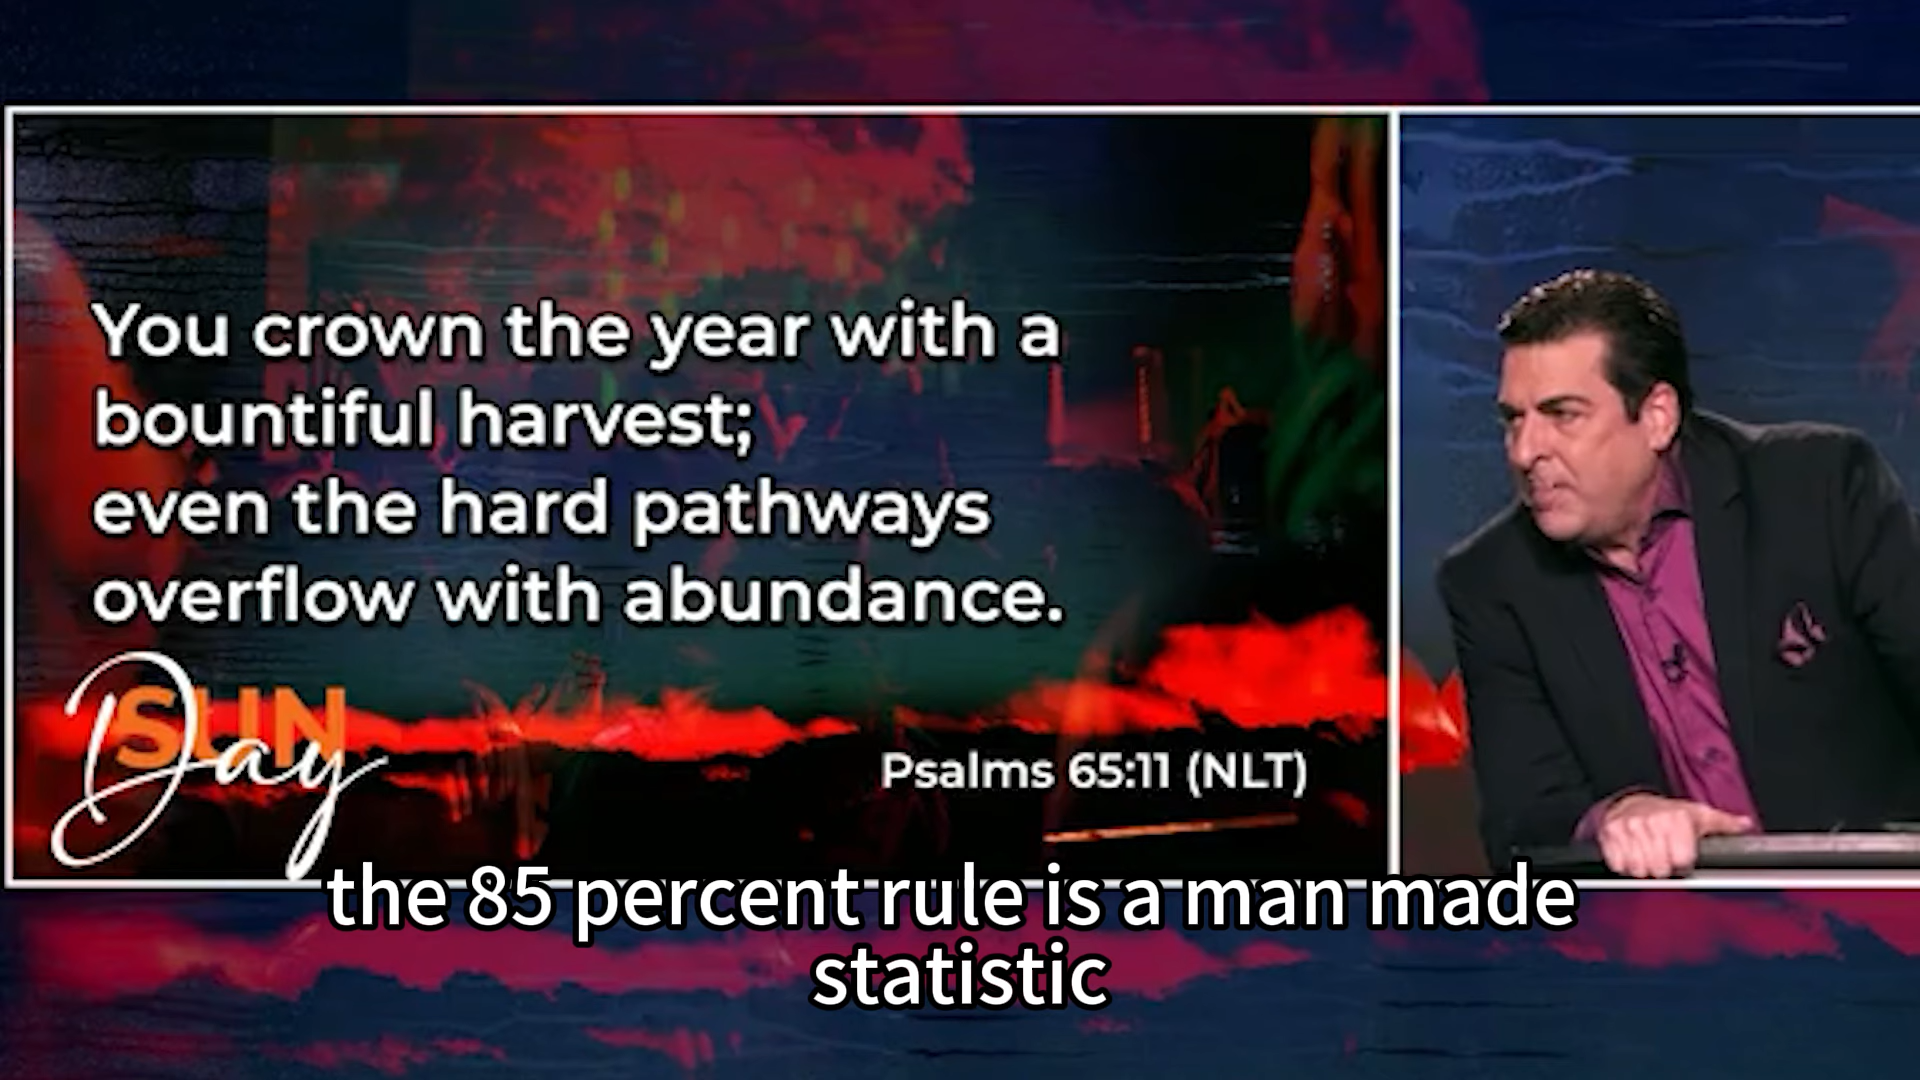 You crown the year with a
bountiful harvest;
even the hard pathways
overflow with abundance.
SUN
Day
Psalms 65:11 (NLT)
the 85 percent rule is a man made
statistic